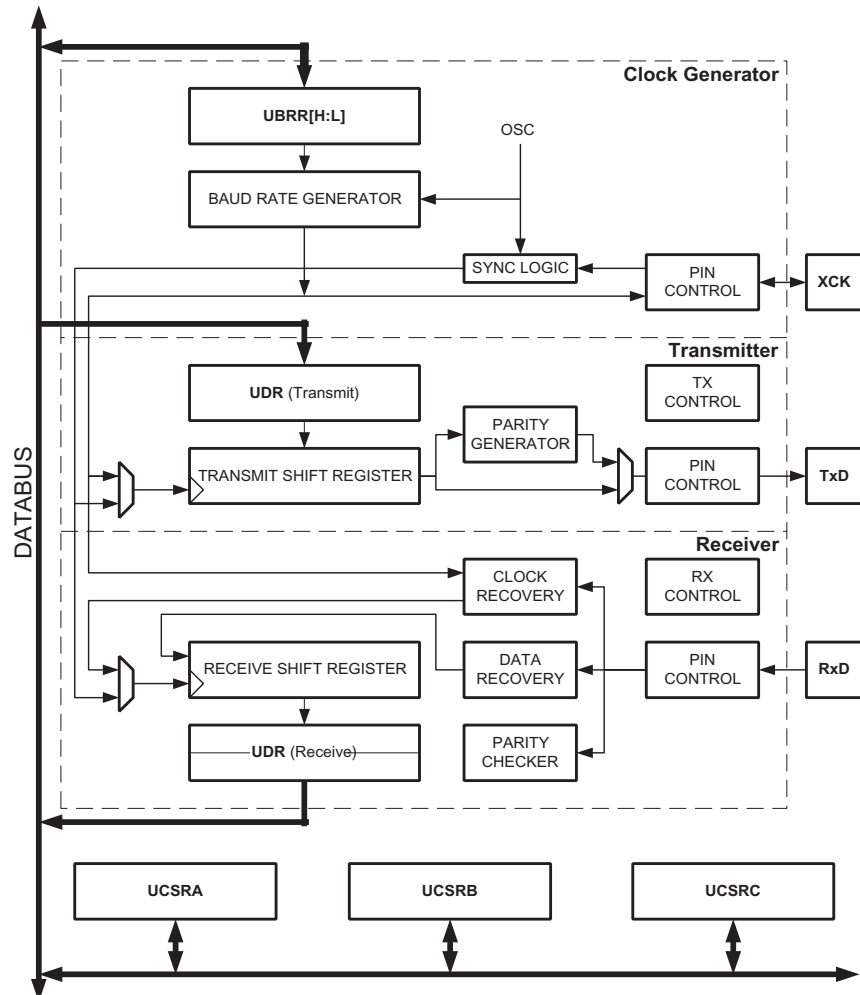 Clock Generator
UBRR[H:L]
OSC
BAUD RATE GENERATOR
SYNC LOGIC
PIN
CONTROL
XCK
Transmitter
UDR (Transmit)
TX
CONTROL
PARITY
GENERATOR
TRANSMIT SHIFT REGISTER
PIN
CONTROL
TxD
DATABUS
Receiver
CLOCK
RECOVERY
RX
CONTROL
RECEIVE SHIFT REGISTER
DATA
RECOVERY
PIN
CONTROL
RxD
UDR (Receive)
PARITY
CHECKER
UCSRA
UCSRB
UCSRC